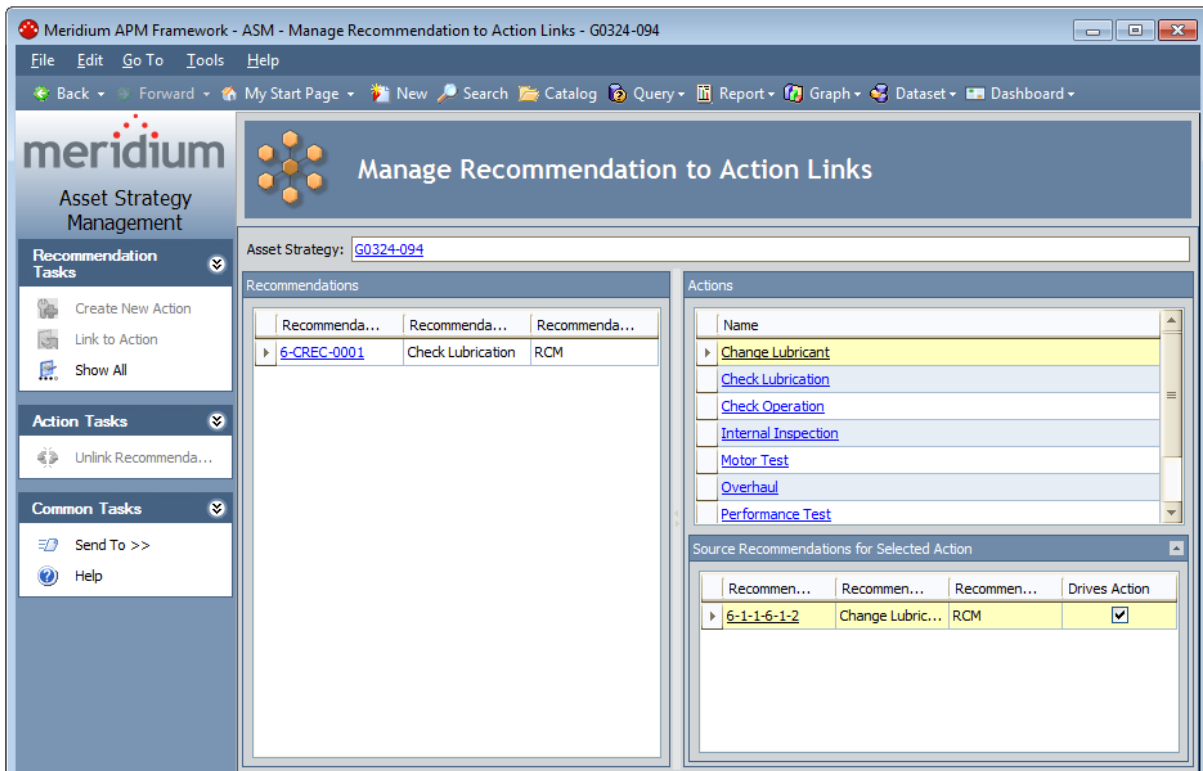 Meridium APM Framework - ASM - Manage Recommendation to Action Links - G0324-094
File Edit Go To Tools Help
Back Forward My Start Page New Search Catalog Query Report Graph Dataset Dashboard
meridium
Asset Strategy
Management
Recommendation
Tasks
Create New Action
Link to Action
Show All
Action Tasks
Unlink Recommenda...
Common Tasks
Send To >>
Help
Manage Recommendation to Action Links
Asset Strategy: G0324-094
Recommendations
Recommenda... Recommenda... Recommenda...
6-CREC-0001 Check Lubrication RCM
Actions
Name
Change Lubricant
Check Lubrication
Check Operation
Internal Inspection
Motor Test
Overhaul
Performance Test
Source Recommendations for Selected Action
Recommen... Recommen... Recommen... Drives Action
6-1-1-6-1-2 Change Lubric... RCM